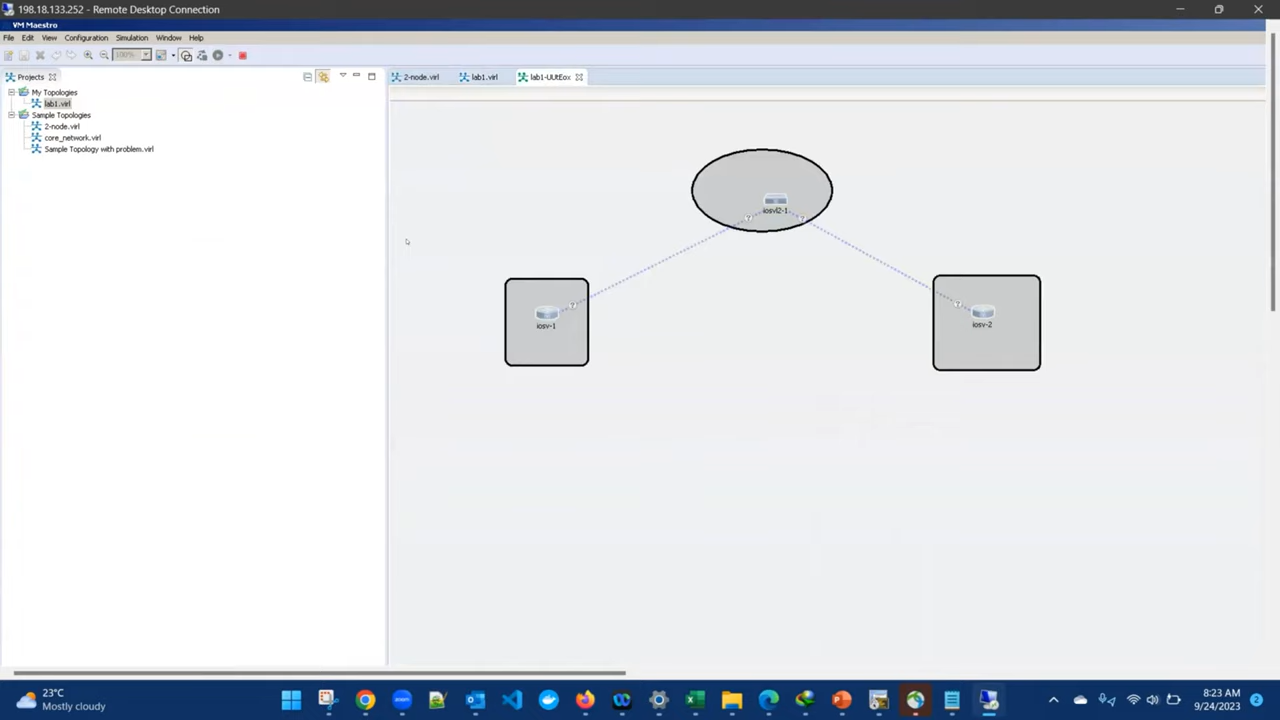 198.18.133.252 - Remote Desktop Connection
VM Maestro
File Edit View Configuration Simulation Window Help
100%
Projects
2-node.virl lab1.virl lab1-UUtEox
My Topologies
lab1.virl
Sample Topologies
2-node.virl
core_network.virl
Sample Topology with problem.virl
iosvl2-1
? ?
? ?
iosv-1
iosv-2
23°C
Mostly cloudy
8:23 AM
9/24/2023
2